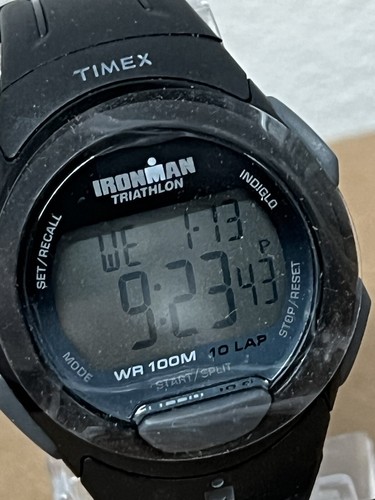 TIMEX
IRONMAN
TRIATHLON
INDIGLO
SET/RECALL
WE 1-13
P
9:23 43
STOP/RESET
MODE
WR 100M 10 LAP
START/SPLIT